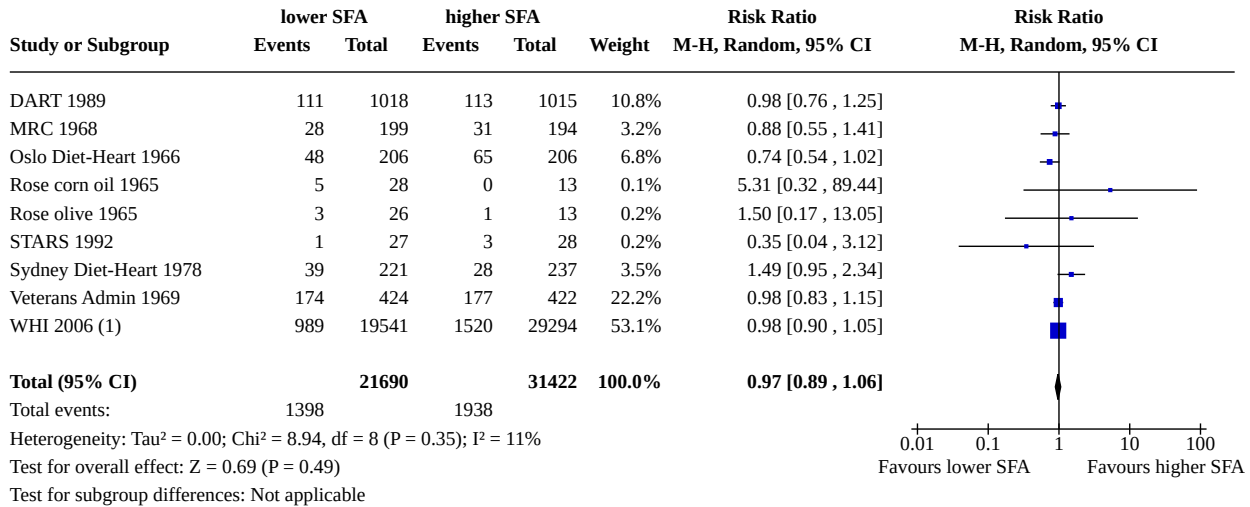 lower SFA higher SFA Risk Ratio Risk Ratio
Study or Subgroup Events Total Events Total Weight M-H, Random, 95% CI M-H, Random, 95% CI
DART 1989 111 1018 113 1015 10.8% 0.98 [0.76 , 1.25]
MRC 1968 28 199 31 194 3.2% 0.88 [0.55 , 1.41]
Oslo Diet-Heart 1966 48 206 65 206 6.8% 0.74 [0.54 , 1.02]
Rose corn oil 1965 5 28 0 13 0.1% 5.31 [0.32 , 89.44]
Rose olive 1965 3 26 1 13 0.2% 1.50 [0.17 , 13.05]
STARS 1992 1 27 3 28 0.2% 0.35 [0.04 , 3.12]
Sydney Diet-Heart 1978 39 221 28 237 3.5% 1.49 [0.95 , 2.34]
Veterans Admin 1969 174 424 177 422 22.2% 0.98 [0.83 , 1.15]
WHI 2006 (1) 989 19541 1520 29294 53.1% 0.98 [0.90 , 1.05]
Total (95% CI) 21690 31422 100.0% 0.97 [0.89 , 1.06]
Total events: 1398 1938
Heterogeneity: Tau² = 0.00; Chi² = 8.94, df = 8 (P = 0.35); I² = 11%
0.01 0.1 1 10 100
Test for overall effect: Z = 0.69 (P = 0.49) Favours lower SFA Favours higher SFA
Test for subgroup differences: Not applicable